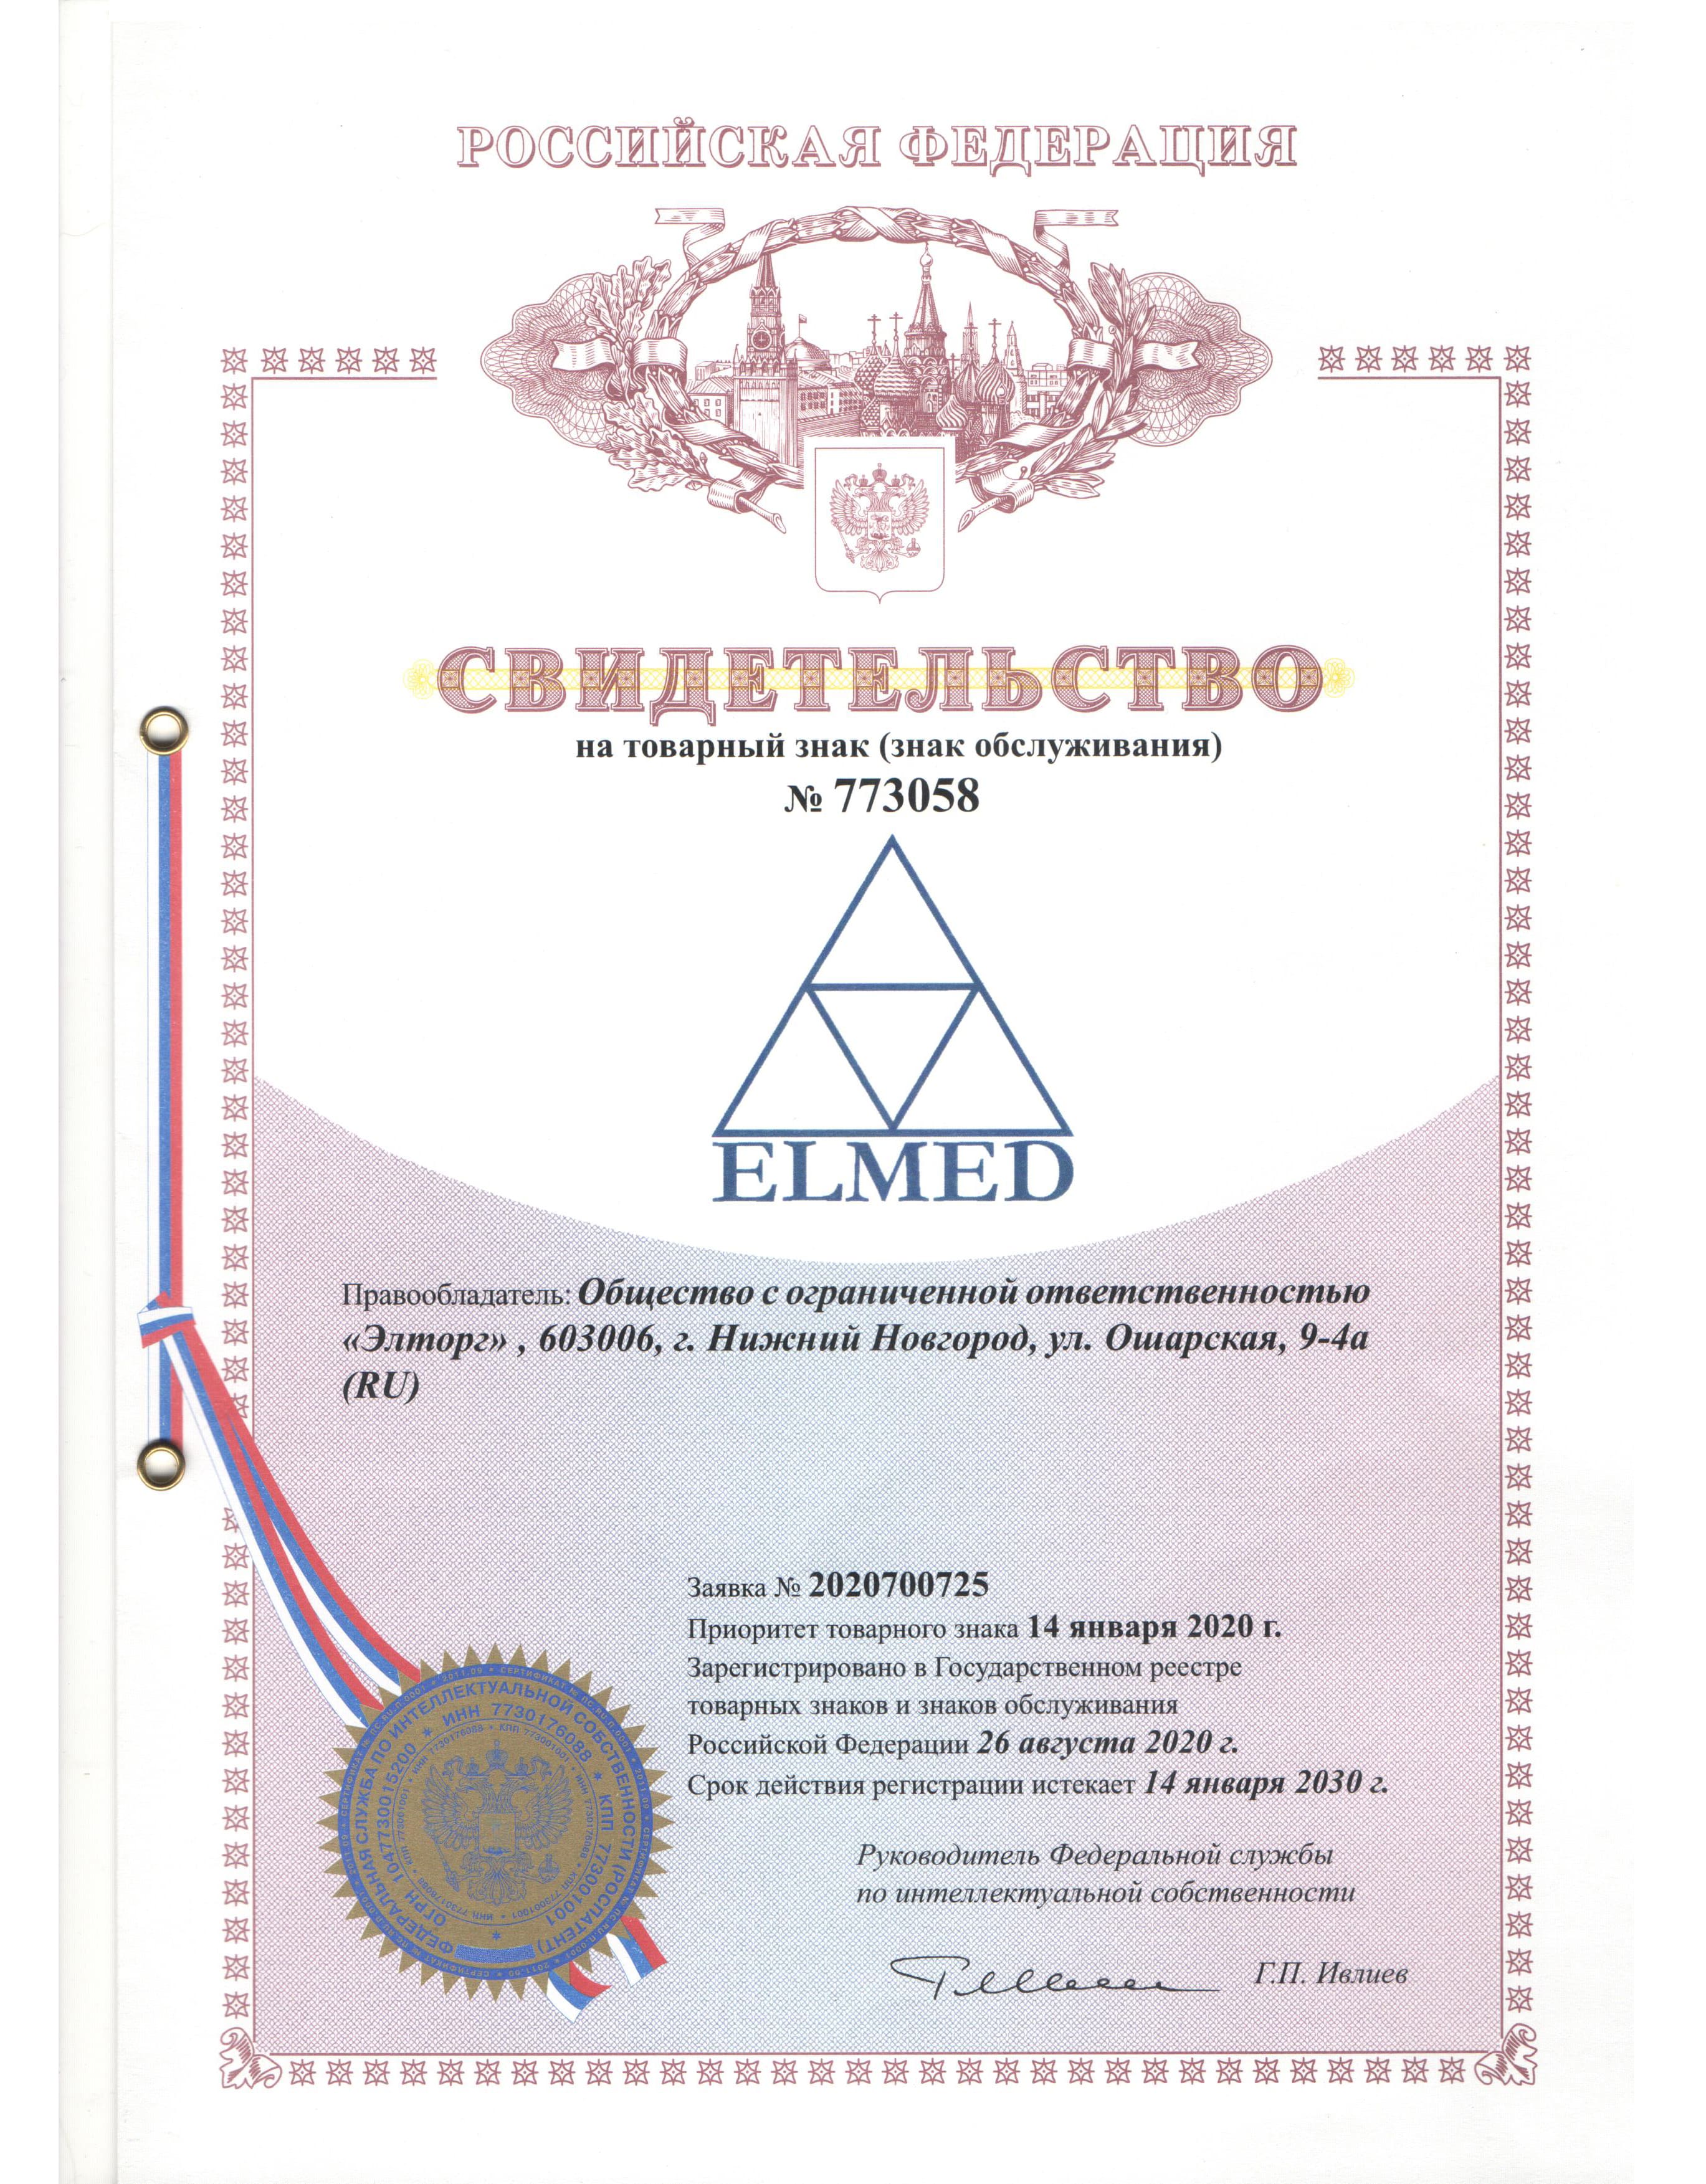 РОССИЙСКАЯ ФЕДЕРАЦИЯ
СВИДЕТЕЛЬСТВО
на товарный знак (знак обслуживания)
№ 773058
ELMED
Правообладатель: Общество с ограниченной ответственностью
«Элторг» , 603006, г. Нижний Новгород, ул. Ошарская, 9-4а
(RU)
Заявка № 2020700725
Приоритет товарного знака 14 января 2020 г.
Зарегистрировано в Государственном реестре
товарных знаков и знаков обслуживания
Российской Федерации 26 августа 2020 г.
Срок действия регистрации истекает 14 января 2030 г.
Руководитель Федеральной службы
по интеллектуальной собственности
Г.П. Ивлиев
ФЕДЕРАЛЬНАЯ СЛУЖБА ПО ИНТЕЛЛЕКТУАЛЬНОЙ СОБСТВЕННОСТИ (РОСПАТЕНТ)
ОГРН 1047730015200 * ИНН 7730176088 * КПП 773001001 *